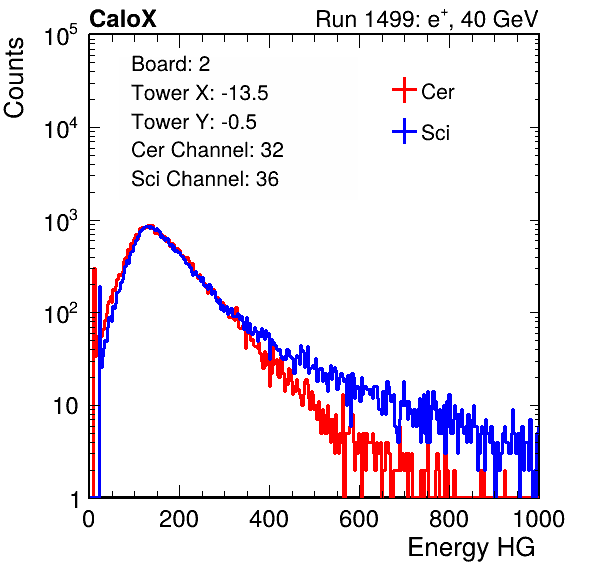 CaloX Run 1499: e⁺, 40 GeV
Counts
Board: 2
Tower X: -13.5
Tower Y: -0.5
Cer Channel: 32
Sci Channel: 36
Cer
Sci
10⁵
10⁴
10³
10²
10
1
0 200 400 600 800 1000
Energy HG